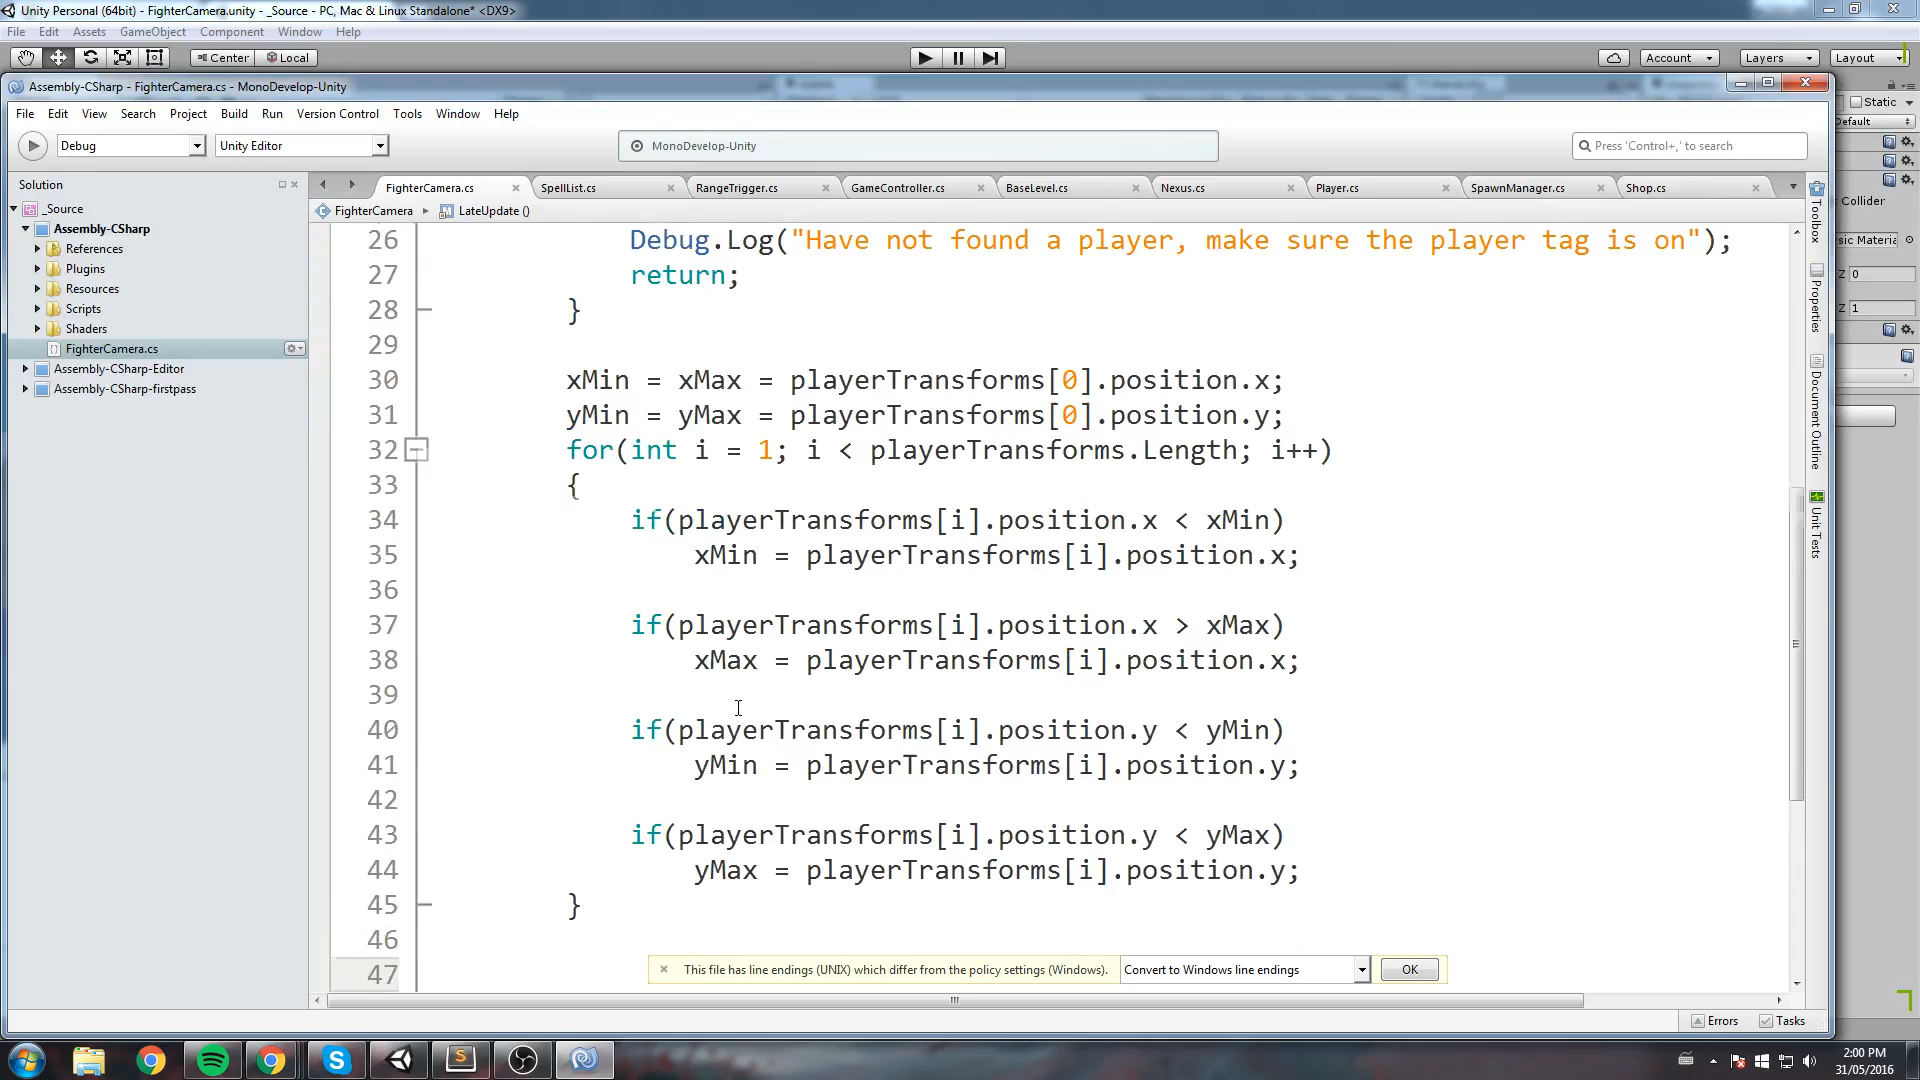 Unity Personal (64bit) - FighterCamera.unity - _Source - PC, Mac & Linux Standalone* <DX9>
File Edit Assets GameObject Component Window Help
Center Local Account Layers Layout
Assembly-CSharp - FighterCamera.cs - MonoDevelop-Unity
Static
File Edit View Search Project Build Run Version Control Tools Window Help
Default
Debug Unity Editor MonoDevelop-Unity Press 'Control+,' to search
Solution
FighterCamera.cs SpellList.cs RangeTrigger.cs GameController.cs BaseLevel.cs Nexus.cs Player.cs SpawnManager.cs Shop.cs
FighterCamera LateUpdate ()
_Source
Assembly-CSharp
References
Plugins
Resources
Scripts
Shaders
FighterCamera.cs
Assembly-CSharp-Editor
Assembly-CSharp-firstpass
26 Debug.Log("Have not found a player, make sure the player tag is on");
27 return;
28 }
29
30 xMin = xMax = playerTransforms[0].position.x;
31 yMin = yMax = playerTransforms[0].position.y;
32 for(int i = 1; i < playerTransforms.Length; i++)
33 {
34 if(playerTransforms[i].position.x < xMin)
35 xMin = playerTransforms[i].position.x;
36
37 if(playerTransforms[i].position.x > xMax)
38 xMax = playerTransforms[i].position.x;
39
40 if(playerTransforms[i].position.y < yMin)
41 yMin = playerTransforms[i].position.y;
42
43 if(playerTransforms[i].position.y < yMax)
44 yMax = playerTransforms[i].position.y;
45 }
46
47
This file has line endings (UNIX) which differ from the policy settings (Windows). Convert to Windows line endings OK
Toolbox
Properties
Document Outline
Unit Tests
t Collider
sic Materia
Z 0
Z 1
Errors Tasks
2:00 PM
31/05/2016